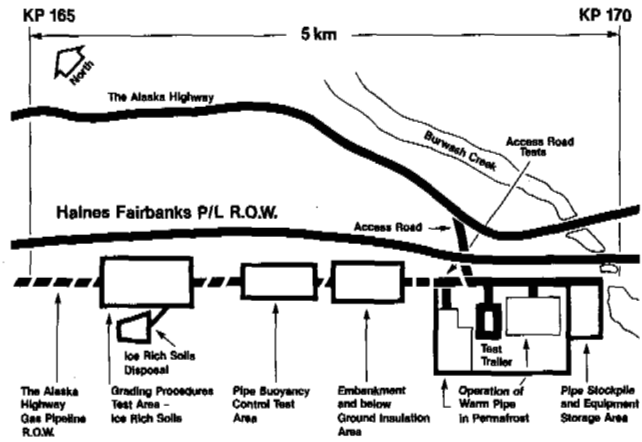 KP 165
KP 170
5 km
North
The Alaska Highway
Burwash Creek
Access Road
Tests
Haines Fairbanks P/L R.O.W.
Access Road
Ice Rich Soils
Disposal
Test
Trailer
The Alaska
Highway
Gas Pipeline
R.O.W.
Grading Procedures
Test Area –
Ice Rich Soils
Pipe Buoyancy
Control Test
Area
Embankment
and below
Ground Insulation
Area
Operation of
Warm Pipe
in Permafrost
Pipe Stockpile
and Equipment
Storage Area